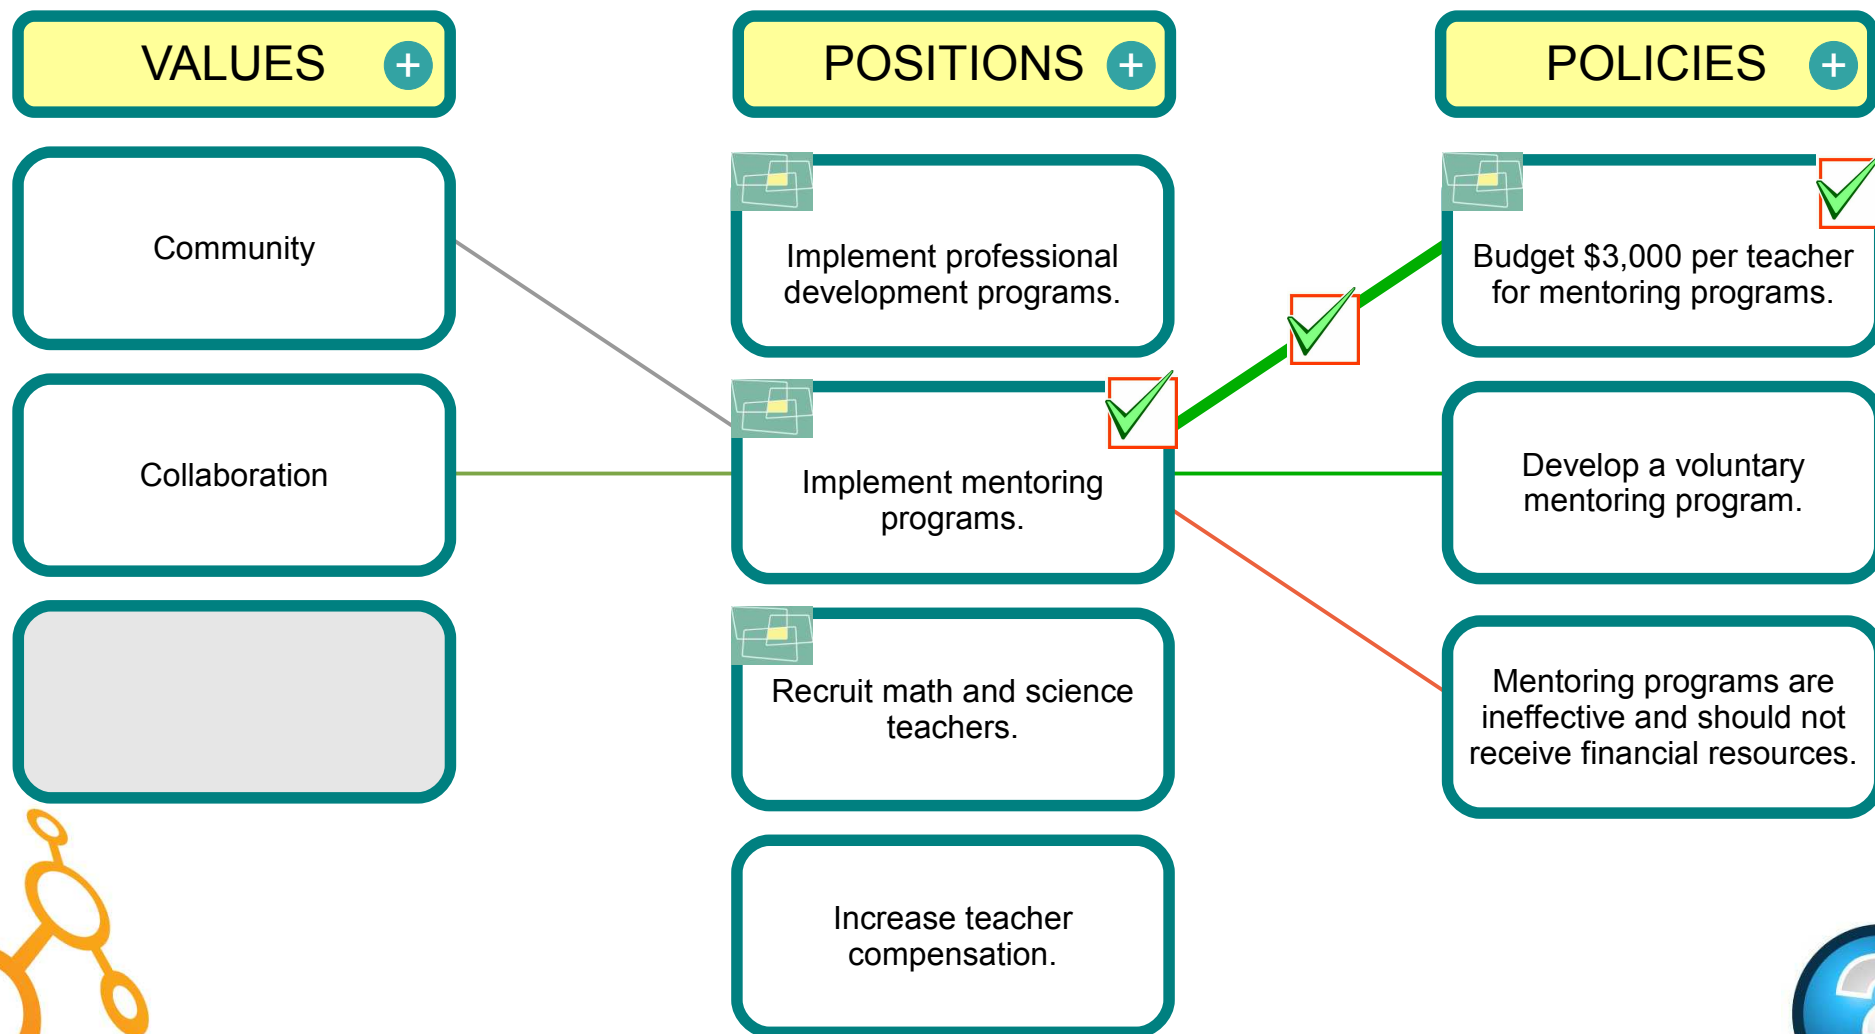 VALUES +
POSITIONS +
POLICIES +
Community
Collaboration
Implement professional
development programs.
Implement mentoring
programs.
Recruit math and science
teachers.
Increase teacher
compensation.
Budget $3,000 per teacher
for mentoring programs.
Develop a voluntary
mentoring program.
Mentoring programs are
ineffective and should not
receive financial resources.
?